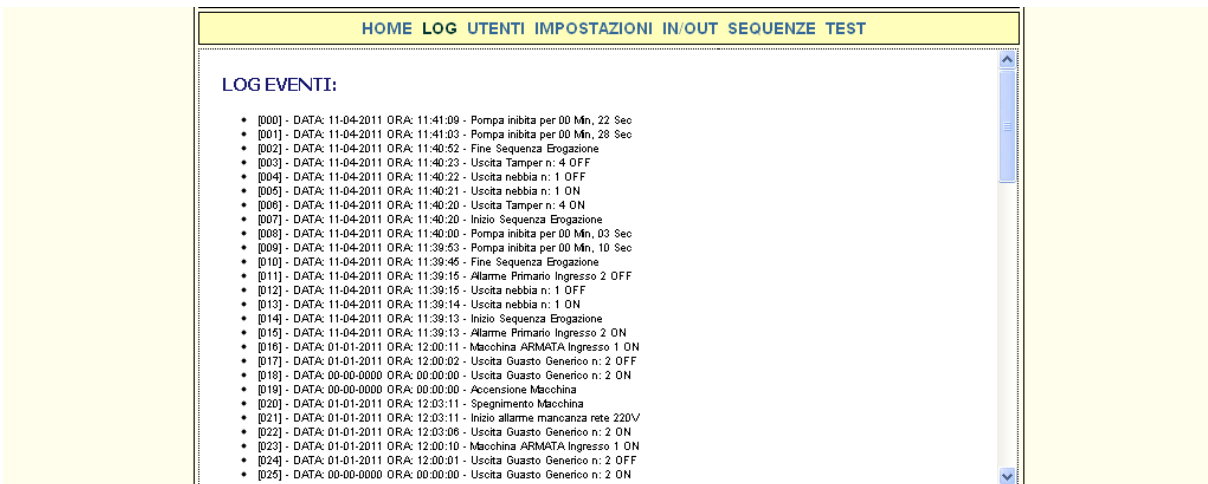 HOME LOG UTENTI IMPOSTAZIONI IN/OUT SEQUENZE TEST
LOG EVENTI:
[000] - DATA: 11-04-2011 ORA: 11:41:09 - Pompa inibita per 00 Min, 22 Sec
[001] - DATA: 11-04-2011 ORA: 11:41:03 - Pompa inibita per 00 Min, 28 Sec
[002] - DATA: 11-04-2011 ORA: 11:40:52 - Fine Sequenza Erogazione
[003] - DATA: 11-04-2011 ORA: 11:40:23 - Uscita Tamper n: 4 OFF
[004] - DATA: 11-04-2011 ORA: 11:40:22 - Uscita nebbia n: 1 OFF
[005] - DATA: 11-04-2011 ORA: 11:40:21 - Uscita nebbia n: 1 ON
[006] - DATA: 11-04-2011 ORA: 11:40:20 - Uscita Tamper n: 4 ON
[007] - DATA: 11-04-2011 ORA: 11:40:20 - Inizio Sequenza Erogazione
[008] - DATA: 11-04-2011 ORA: 11:40:00 - Pompa inibita per 00 Min, 03 Sec
[009] - DATA: 11-04-2011 ORA: 11:39:53 - Pompa inibita per 00 Min, 10 Sec
[010] - DATA: 11-04-2011 ORA: 11:39:45 - Fine Sequenza Erogazione
[011] - DATA: 11-04-2011 ORA: 11:39:15 - Allarme Primario Ingresso 2 OFF
[012] - DATA: 11-04-2011 ORA: 11:39:15 - Uscita nebbia n: 1 OFF
[013] - DATA: 11-04-2011 ORA: 11:39:14 - Uscita nebbia n: 1 ON
[014] - DATA: 11-04-2011 ORA: 11:39:13 - Inizio Sequenza Erogazione
[015] - DATA: 11-04-2011 ORA: 11:39:13 - Allarme Primario Ingresso 2 ON
[016] - DATA: 01-01-2011 ORA: 12:00:11 - Macchina ARMATA Ingresso 1 ON
[017] - DATA: 01-01-2011 ORA: 12:00:02 - Uscita Guasto Generico n: 2 OFF
[018] - DATA: 00-00-0000 ORA: 00:00:00 - Uscita Guasto Generico n: 2 ON
[019] - DATA: 00-00-0000 ORA: 00:00:00 - Accensione Macchina
[020] - DATA: 01-01-2011 ORA: 12:03:11 - Spegnimento Macchina
[021] - DATA: 01-01-2011 ORA: 12:03:11 - Inizio allarme mancanza rete 220V
[022] - DATA: 01-01-2011 ORA: 12:03:06 - Uscita Guasto Generico n: 2 ON
[023] - DATA: 01-01-2011 ORA: 12:00:10 - Macchina ARMATA Ingresso 1 ON
[024] - DATA: 01-01-2011 ORA: 12:00:01 - Uscita Guasto Generico n: 2 OFF
[025] - DATA: 00-00-0000 ORA: 00:00:00 - Uscita Guasto Generico n: 2 ON